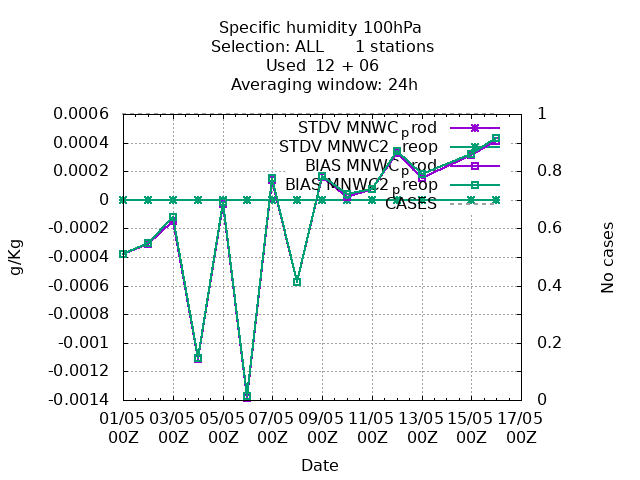 Specific humidity 100hPa
Selection: ALL 1 stations
Used 12 + 06
Averaging window: 24h
0.0006
0.0004
0.0002
0
-0.0002
-0.0004
-0.0006
-0.0008
-0.001
-0.0012
-0.0014
g/Kg
STDV MNWCprod
STDV MNWC2preop
BIAS MNWCprod
BIAS MNWC2preop
CASES
1
0.8
0.6
0.4
0.2
0
No cases
01/05 03/05 05/05 07/05 09/05 11/05 13/05 15/05 17/05
00Z 00Z 00Z 00Z 00Z 00Z 00Z 00Z 00Z
Date